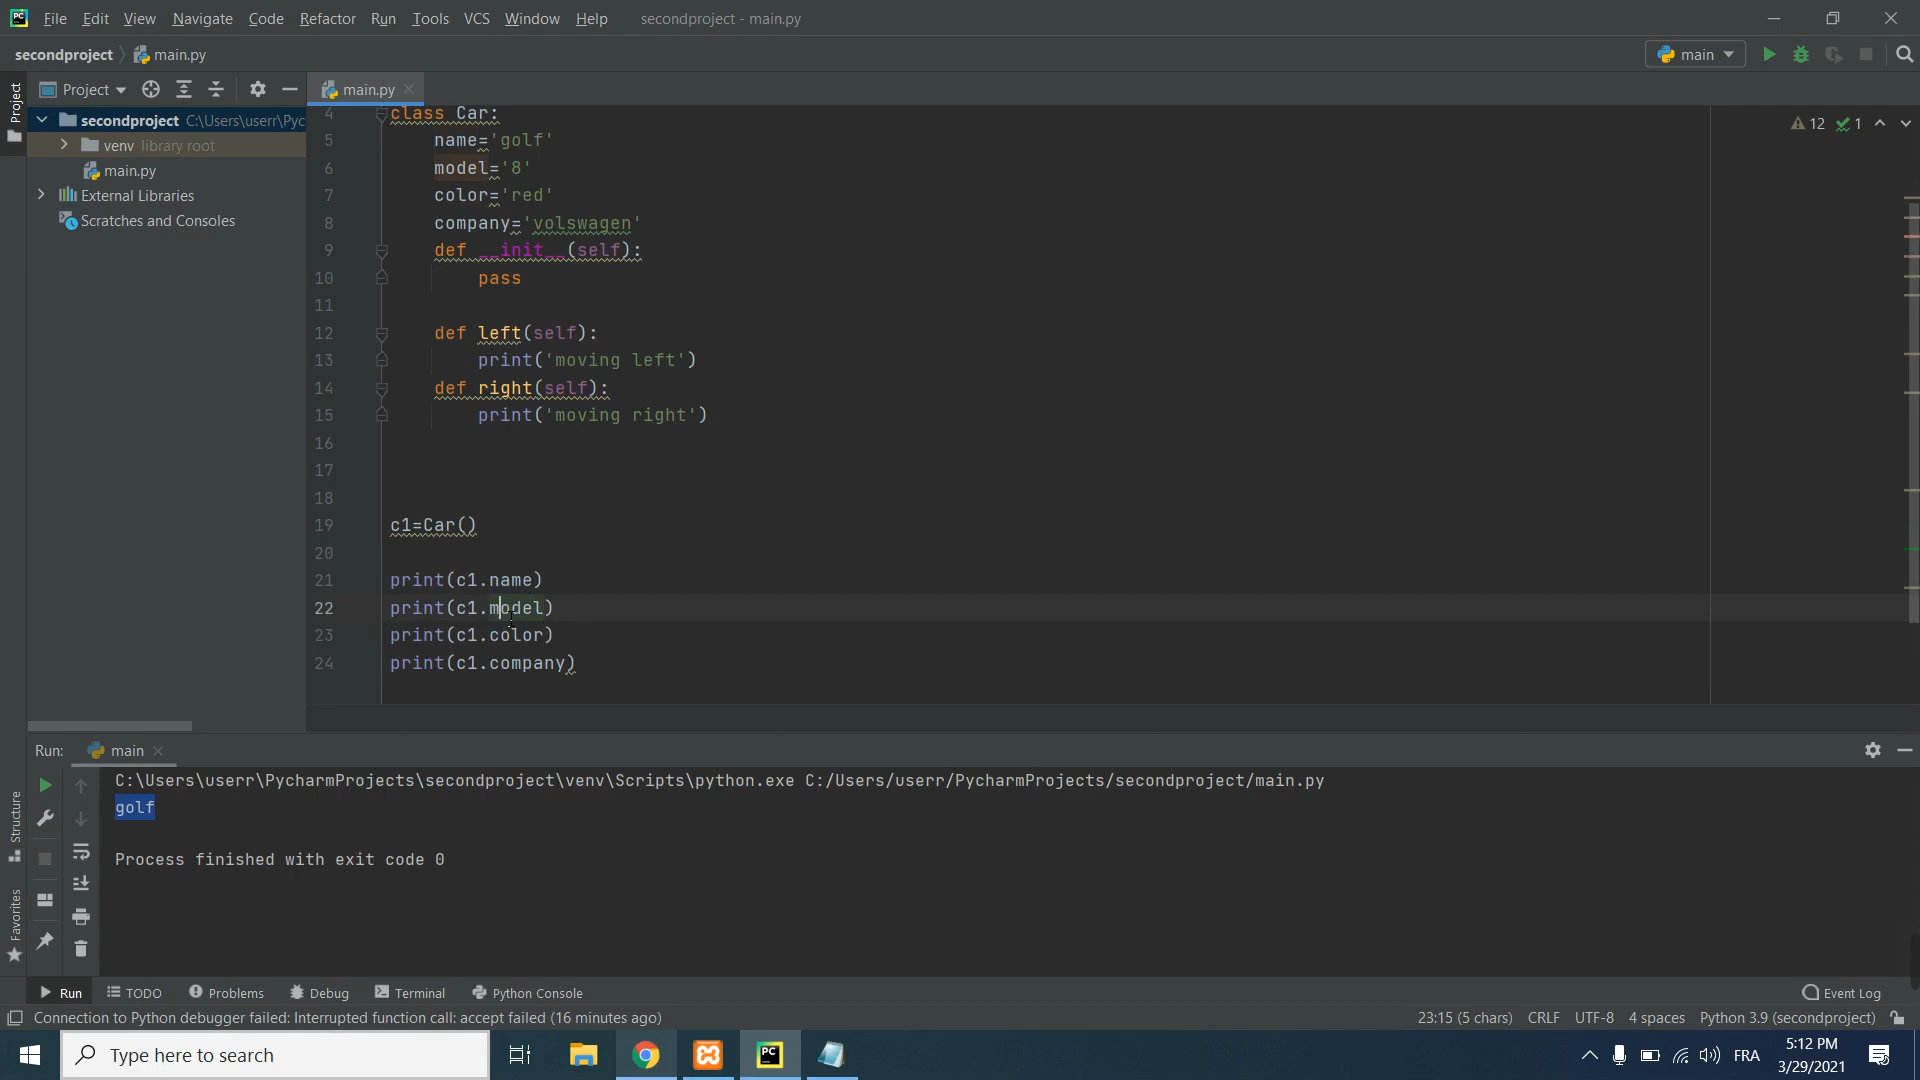 PC File Edit View Navigate Code Refactor Run Tools VCS Window Help secondproject - main.py
secondproject main.py main
Project
Project main.py
secondproject C:\Users\userr\Pyc
venv library root
main.py
External Libraries
Scratches and Consoles
12 1
4 class Car:
5 name='golf'
6 model='8'
7 color='red'
8 company='volswagen'
9 def __init__(self):
10 pass
11
12 def left(self):
13 print('moving left')
14 def right(self):
15 print('moving right')
16
17
18
19 c1=Car()
20
21 print(c1.name)
22 print(c1.model)
23 print(c1.color)
24 print(c1.company)
Run: main
C:\Users\userr\PycharmProjects\secondproject\venv\Scripts\python.exe C:/Users/userr/PycharmProjects/secondproject/main.py
golf
Process finished with exit code 0
Structure
Favorites
Run TODO Problems Debug Terminal Python Console Event Log
Connection to Python debugger failed: Interrupted function call: accept failed (16 minutes ago) 23:15 (5 chars) CRLF UTF-8 4 spaces Python 3.9 (secondproject)
Type here to search PC FRA 5:12 PM
3/29/2021